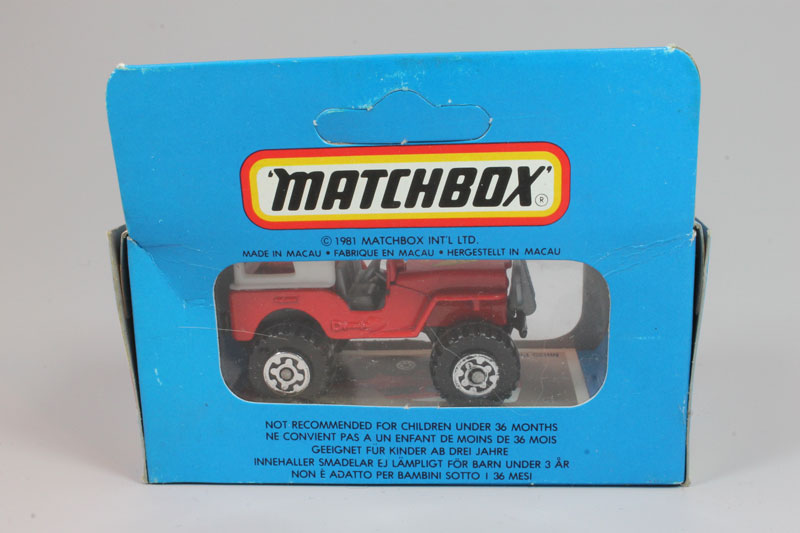 'MATCHBOX'
®
© 1981 MATCHBOX INT'L LTD.
MADE IN MACAU • FABRIQUE EN MACAU • HERGESTELLT IN MACAU
NOT RECOMMENDED FOR CHILDREN UNDER 36 MONTHS
NE CONVIENT PAS A UN ENFANT DE MOINS DE 36 MOIS
GEEIGNET FÜR KINDER AB DREI JAHRE
INNEHALLER SMADELAR EJ LÄMPLIGT FÖR BARN UNDER 3 ÅR
NON È ADATTO PER BAMBINI SOTTO I 36 MESI